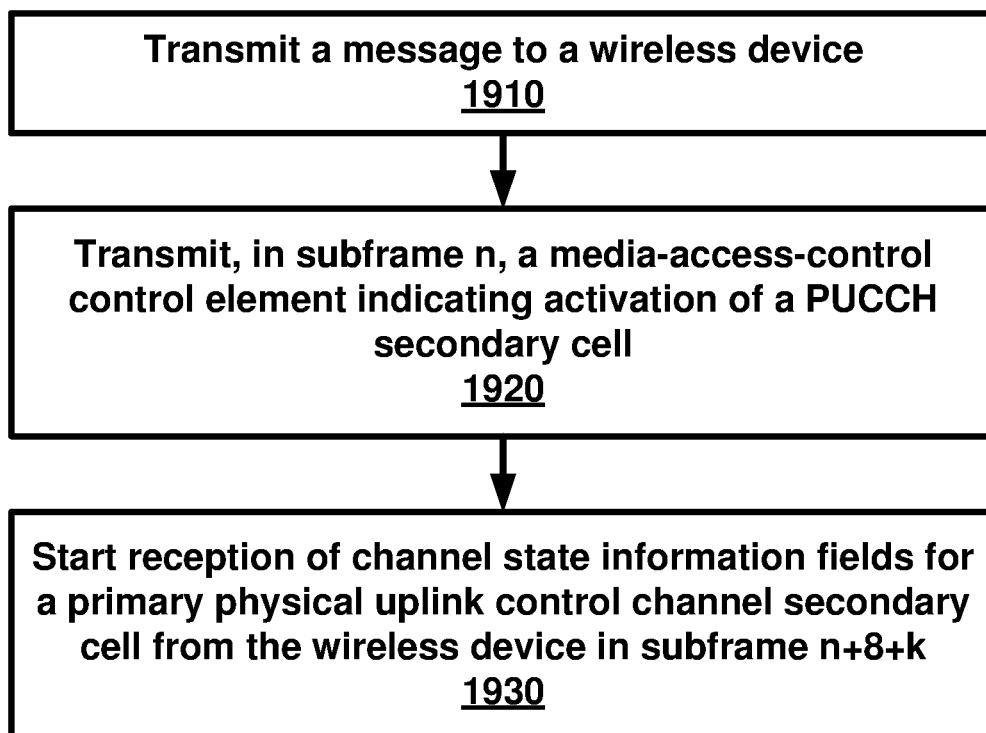 Transmit a message to a wireless device
1910
Transmit, in subframe n, a media-access-control
control element indicating activation of a PUCCH
secondary cell
1920
Start reception of channel state information fields for
a primary physical uplink control channel secondary
cell from the wireless device in subframe n+8+k
1930